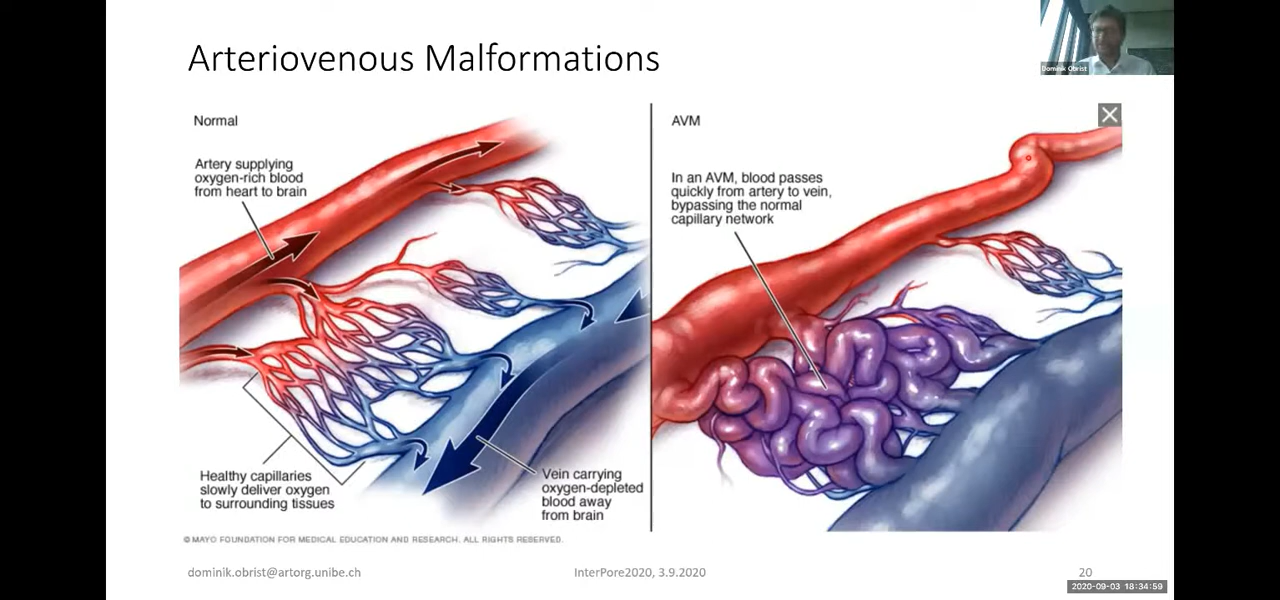 Arteriovenous Malformations
Dominik Obrist
Normal
Artery supplying
oxygen-rich blood
from heart to brain
Healthy capillaries
slowly deliver oxygen
to surrounding tissues
Vein carrying
oxygen-depleted
blood away
from brain
AVM
In an AVM, blood passes
quickly from artery to vein,
bypassing the normal
capillary network
© MAYO FOUNDATION FOR MEDICAL EDUCATION AND RESEARCH. ALL RIGHTS RESERVED.
dominik.obrist@artorg.unibe.ch
InterPore2020, 3.9.2020
20
2020-09-03 18:34:59